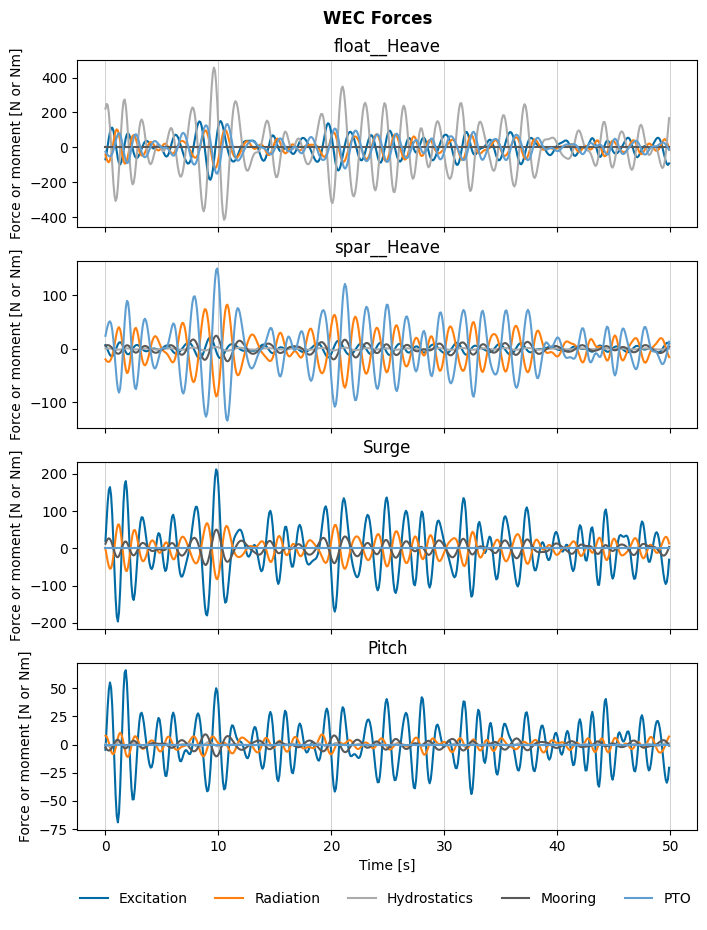 WEC Forces
float__Heave
Force or moment [N or Nm]
400
200
0
−200
−400
spar__Heave
Force or moment [N or Nm]
100
0
−100
Surge
Force or moment [N or Nm]
200
100
0
−100
−200
Pitch
Force or moment [N or Nm]
50
25
0
−25
−50
−75
0 10 20 30 40 50
Time [s]
Excitation Radiation Hydrostatics Mooring PTO